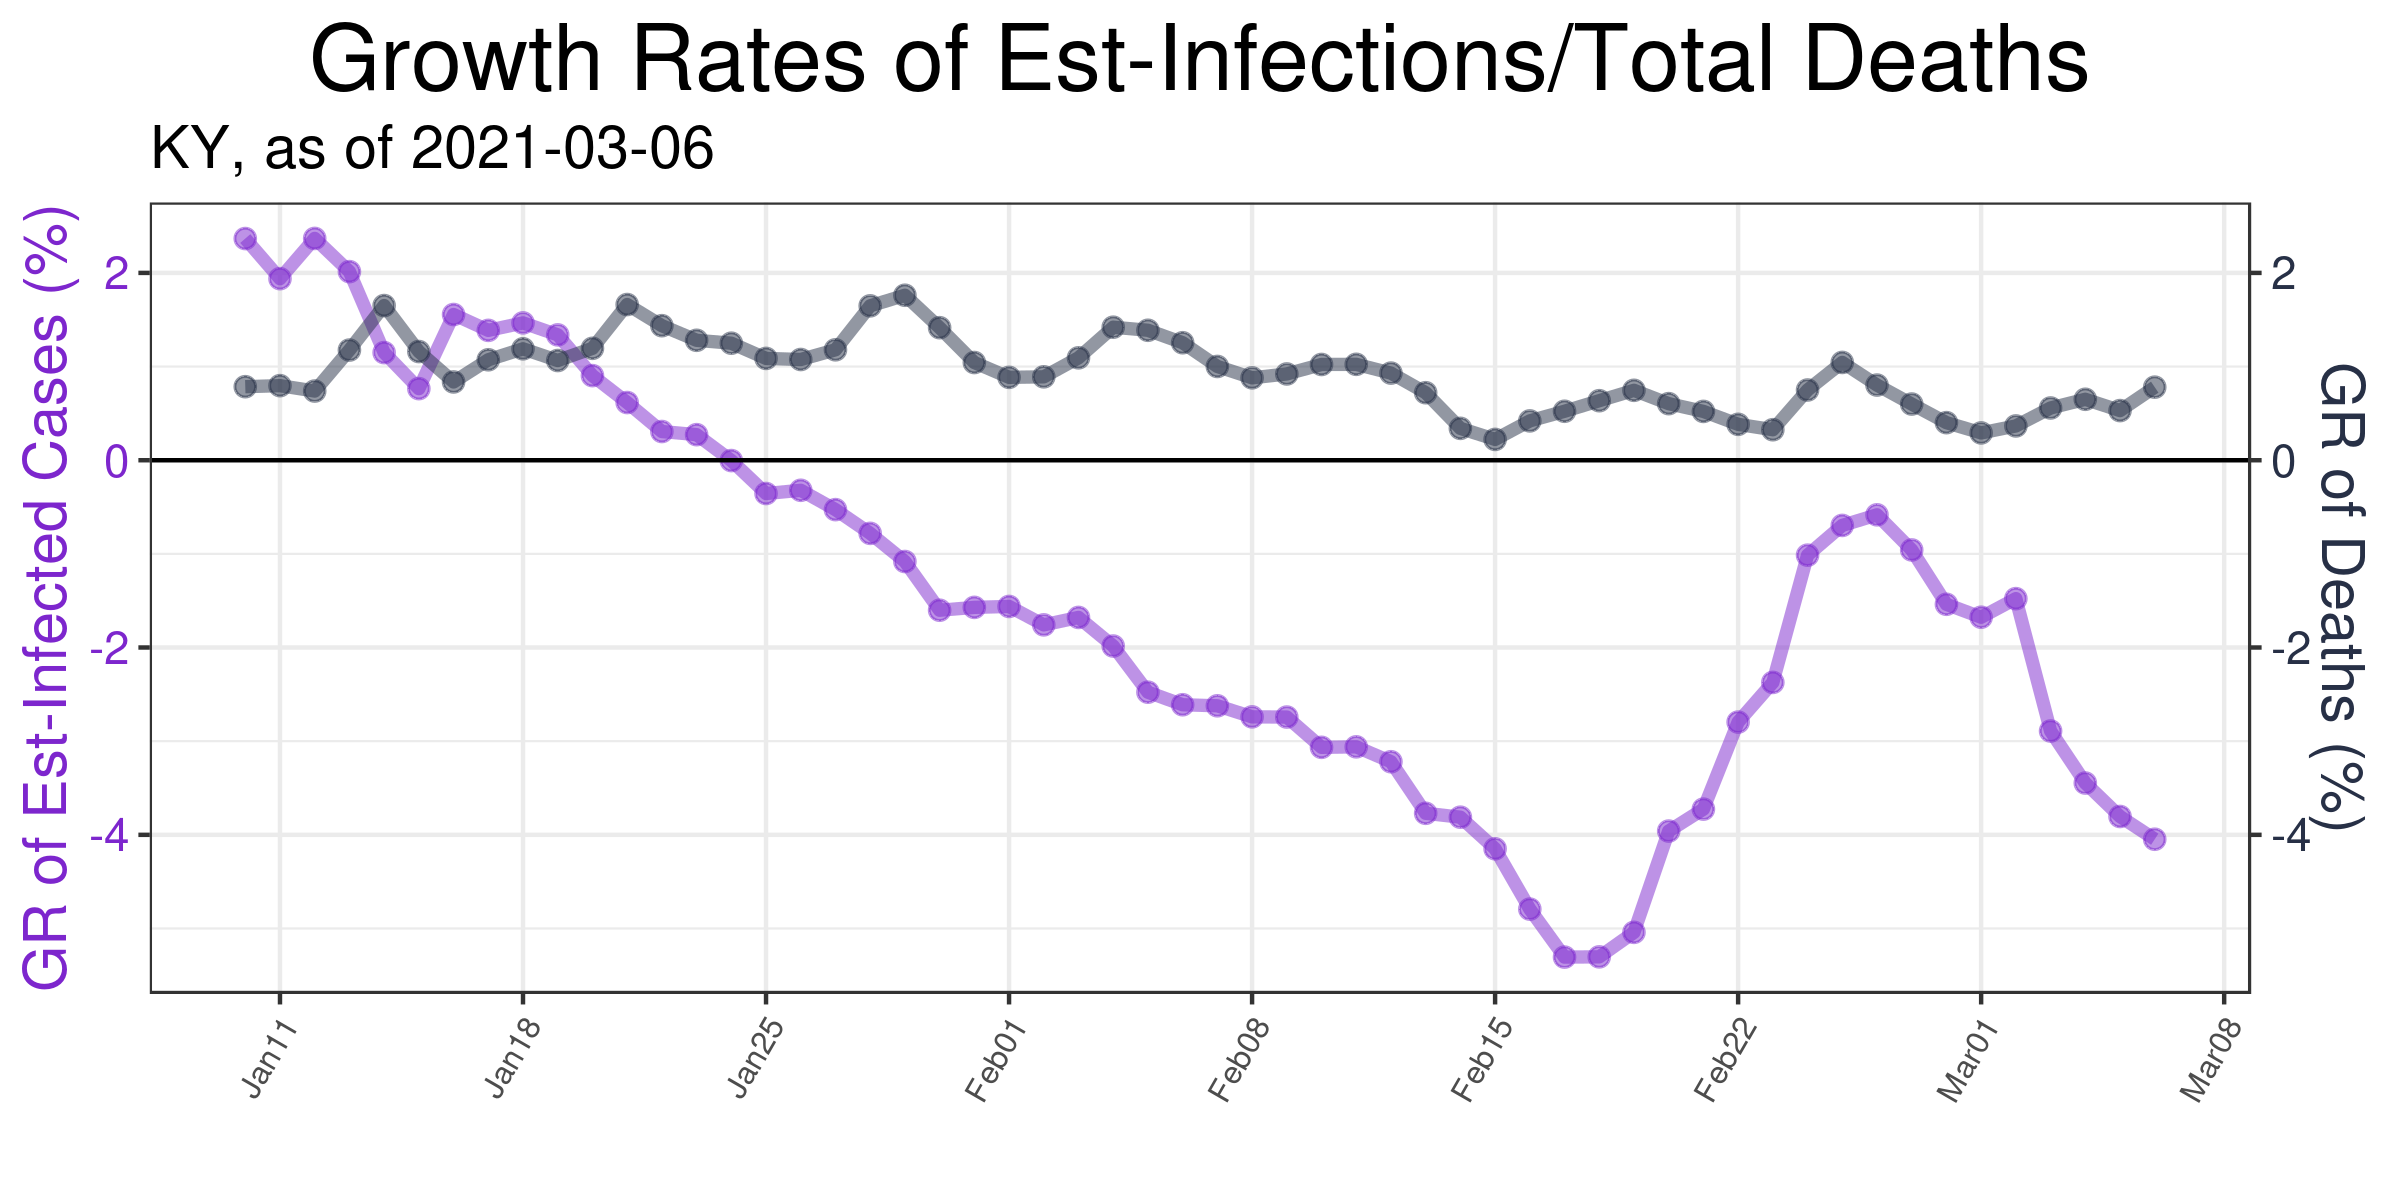 Growth Rates of Est-Infections/Total Deaths
KY, as of 2021-03-06
GR of Est-Infected Cases (%)
2
0
-2
-4
2
0
-2
-4
GR of Deaths (%)
Jan11
Jan18
Jan25
Feb01
Feb08
Feb15
Feb22
Mar01
Mar08